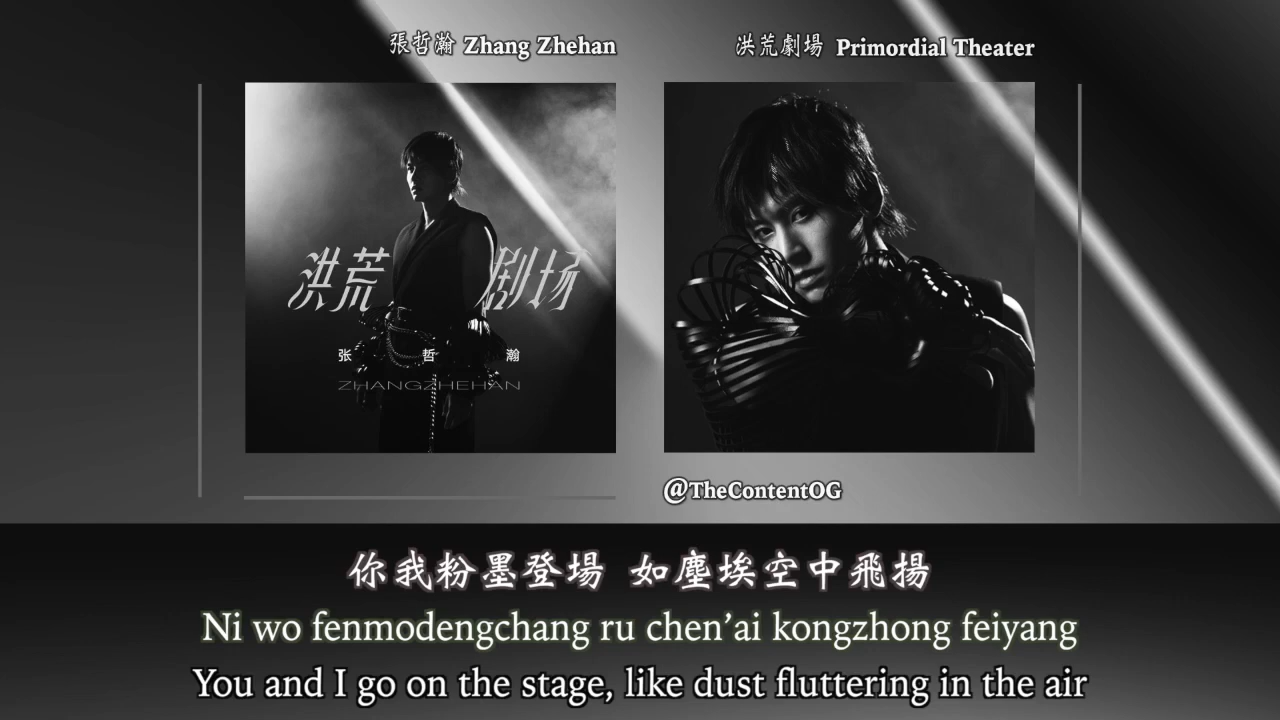 張哲瀚 Zhang Zhehan
洪荒劇場 Primordial Theater
洪荒剧场
张哲瀚
ZHANGZHEHAN
@TheContentOG
你我粉墨登場 如塵埃空中飛揚
Ni wo fenmodengchang ru chen’ai kongzhong feiyang
You and I go on the stage, like dust fluttering in the air